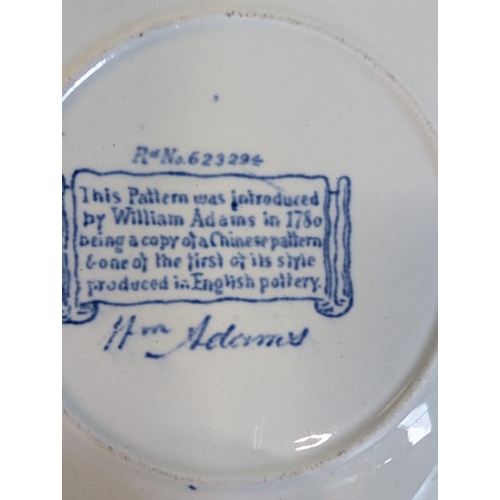 Rd No. 623294
This Pattern was introduced
by William Adams in 1780
being a copy of a Chinese pattern
& one of the first of its style
produced in English pottery.
Wm Adams